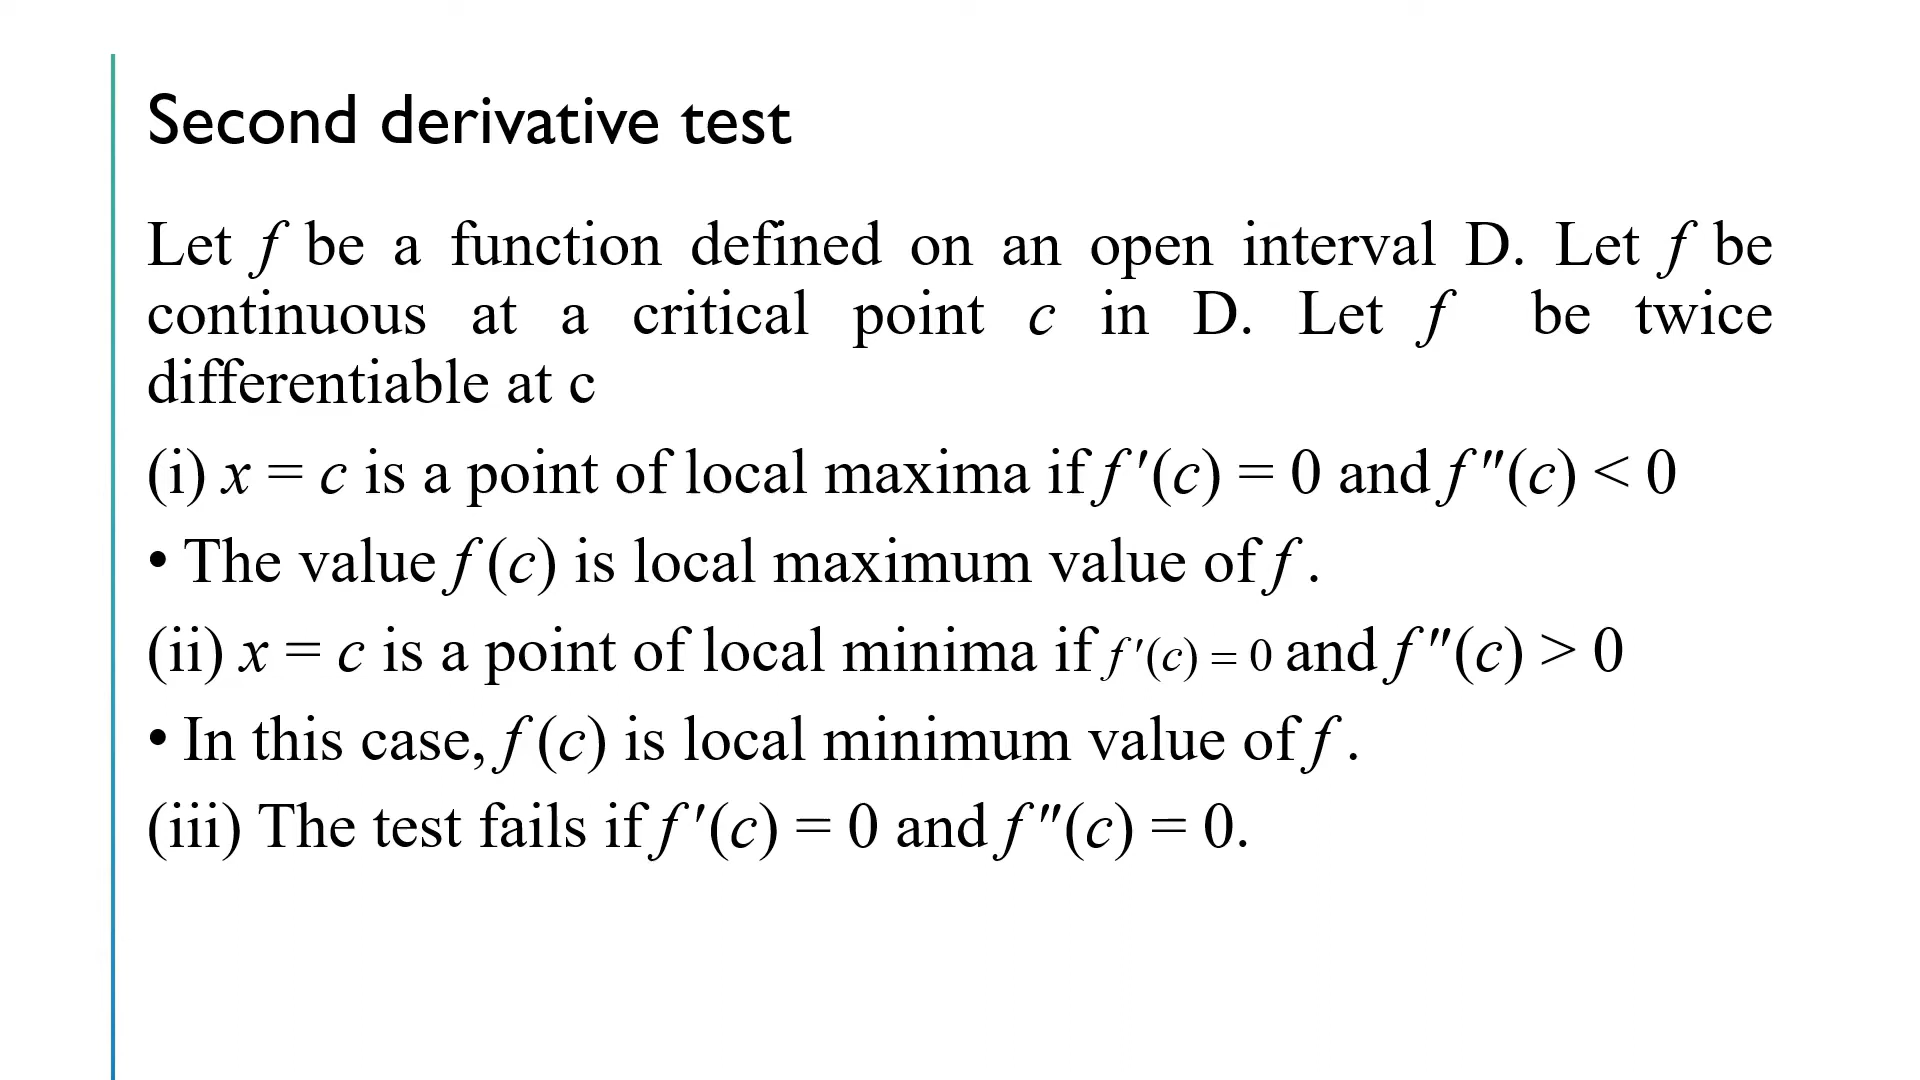 Second derivative test
Let f be a function defined on an open interval D. Let f be
continuous at a critical point c in D. Let f be twice
differentiable at c
(i) x = c is a point of local maxima if f ′(c) = 0 and f ″(c) < 0
• The value f (c) is local maximum value of f .
(ii) x = c is a point of local minima if f ′(c) = 0 and f ″(c) > 0
• In this case, f (c) is local minimum value of f .
(iii) The test fails if f ′(c) = 0 and f ″(c) = 0.